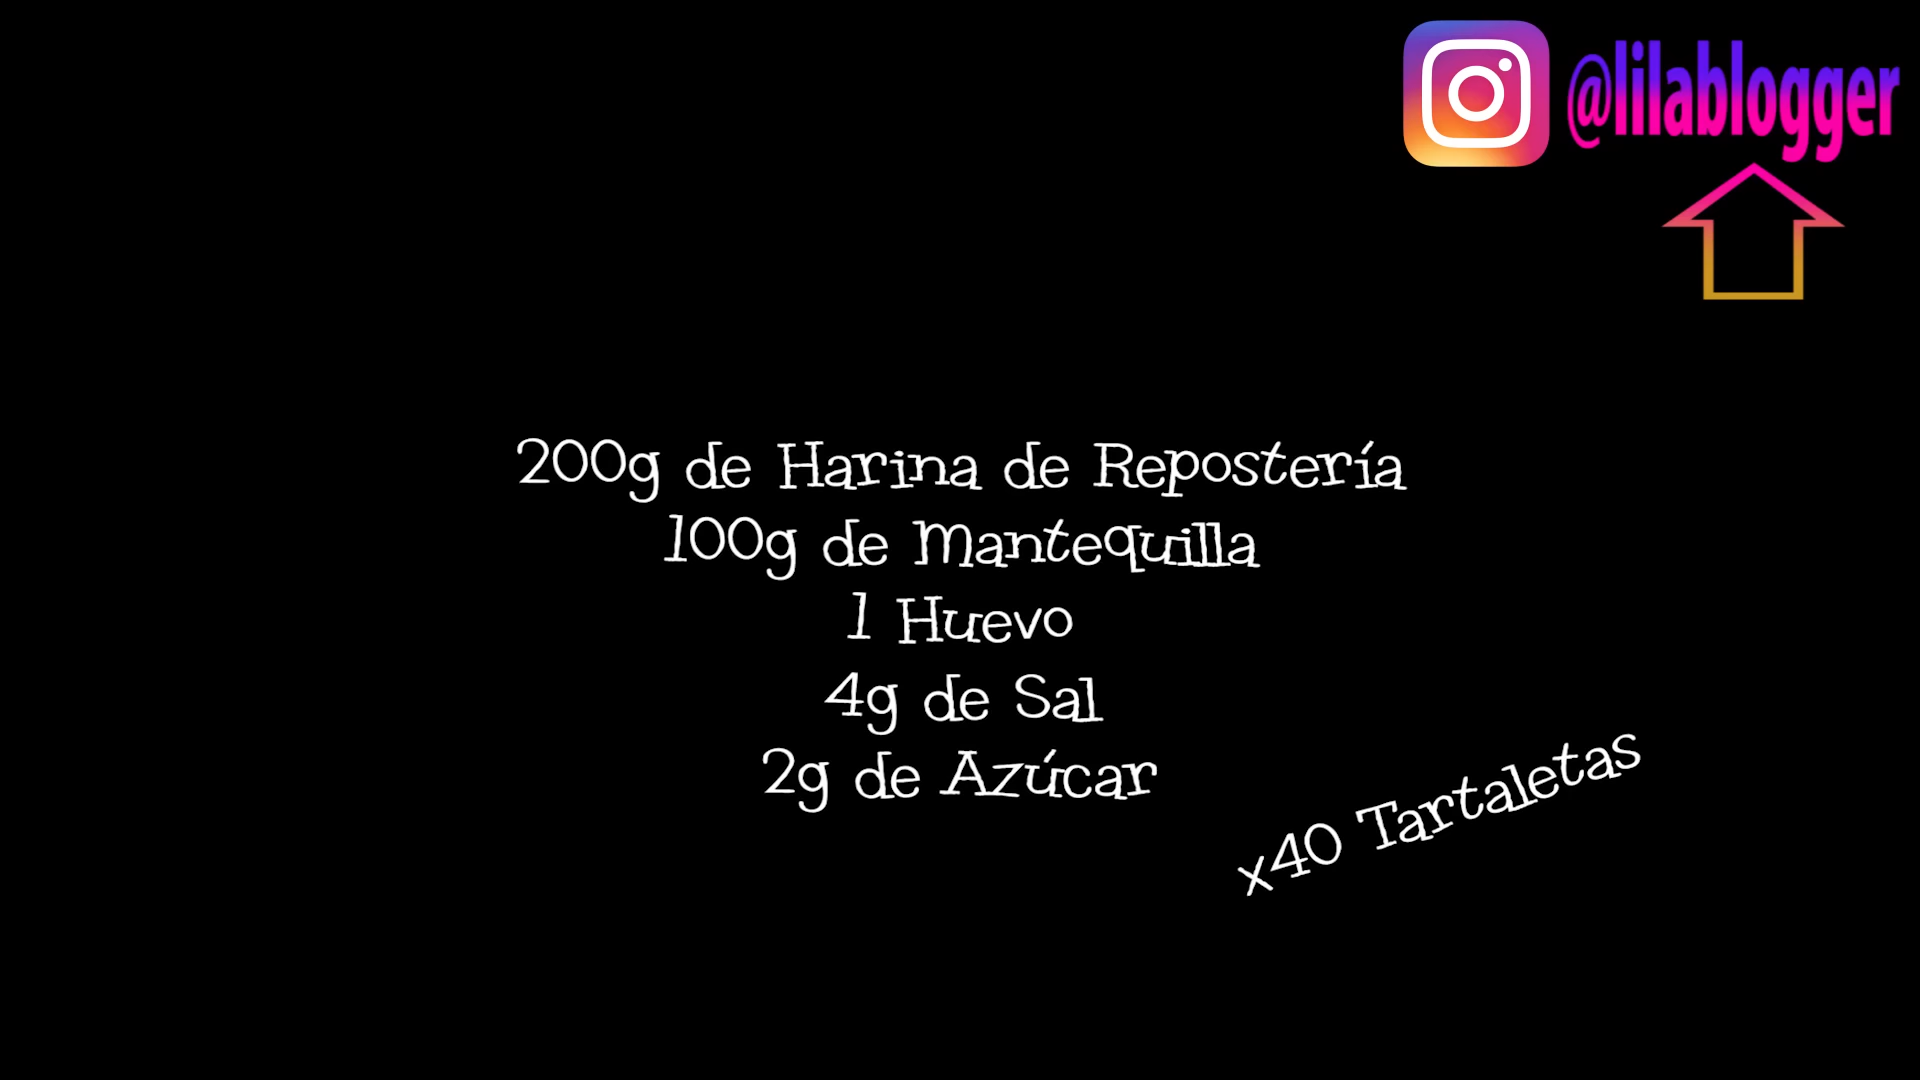 @lilablogger
200g de Harina de Repostería
100g de Mantequilla
1 Huevo
4g de Sal
2g de Azúcar
x40 Tartaletas